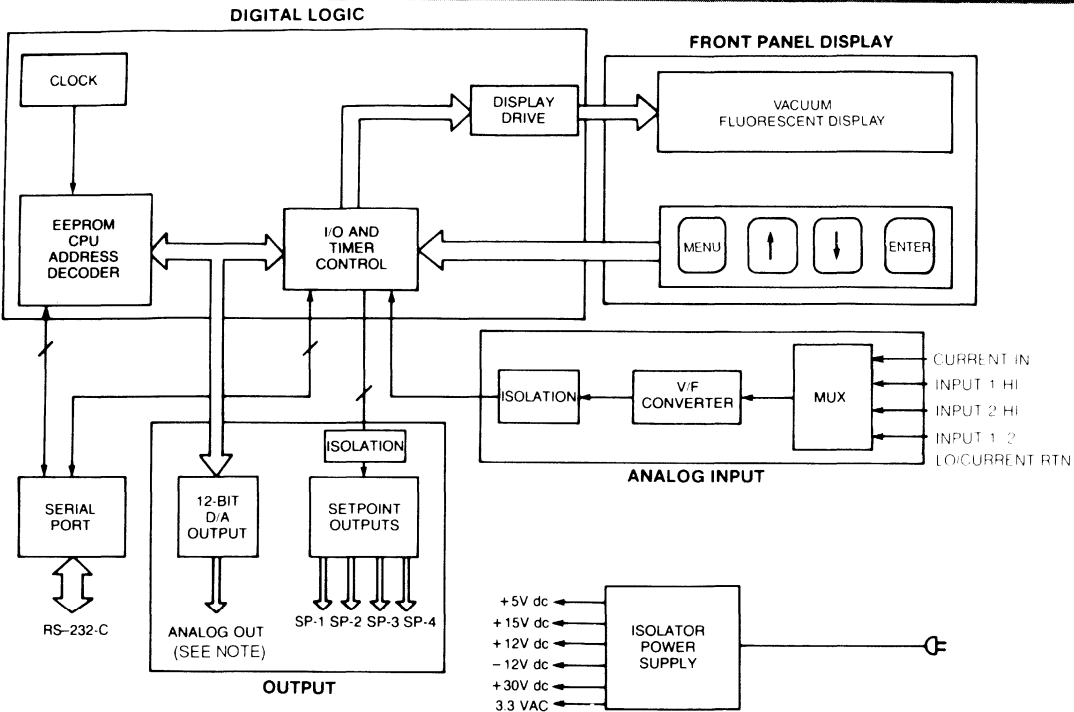 DIGITAL LOGIC
CLOCK
EEPROM
CPU
ADDRESS
DECODER
I/O AND
TIMER
CONTROL
DISPLAY
DRIVE
FRONT PANEL DISPLAY
VACUUM
FLUORESCENT DISPLAY
MENU
ENTER
ISOLATION
V/F
CONVERTER
MUX
CURRENT IN
INPUT 1 HI
INPUT 2 HI
INPUT 1 2
LO/CURRENT RTN
ANALOG INPUT
SERIAL
PORT
RS-232-C
12-BIT
D/A
OUTPUT
ANALOG OUT
(SEE NOTE)
ISOLATION
SETPOINT
OUTPUTS
SP-1 SP-2 SP-3 SP-4
OUTPUT
+5V dc
+15V dc
+12V dc
-12V dc
+30V dc
3.3 VAC
ISOLATOR
POWER
SUPPLY